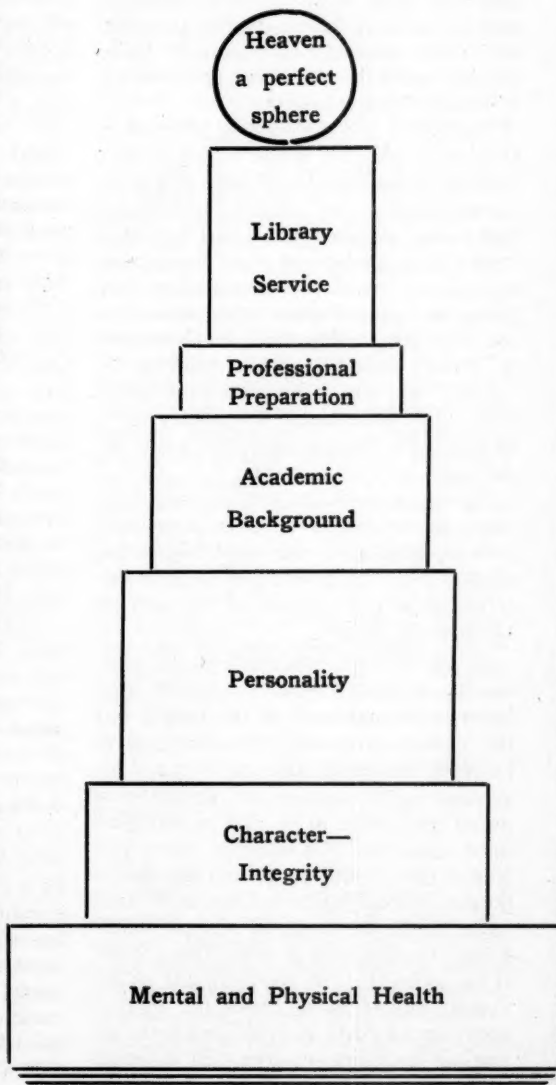 Heaven
a perfect
sphere
Library
Service
Professional
Preparation
Academic
Background
Personality
Character—
Integrity
Mental and Physical Health